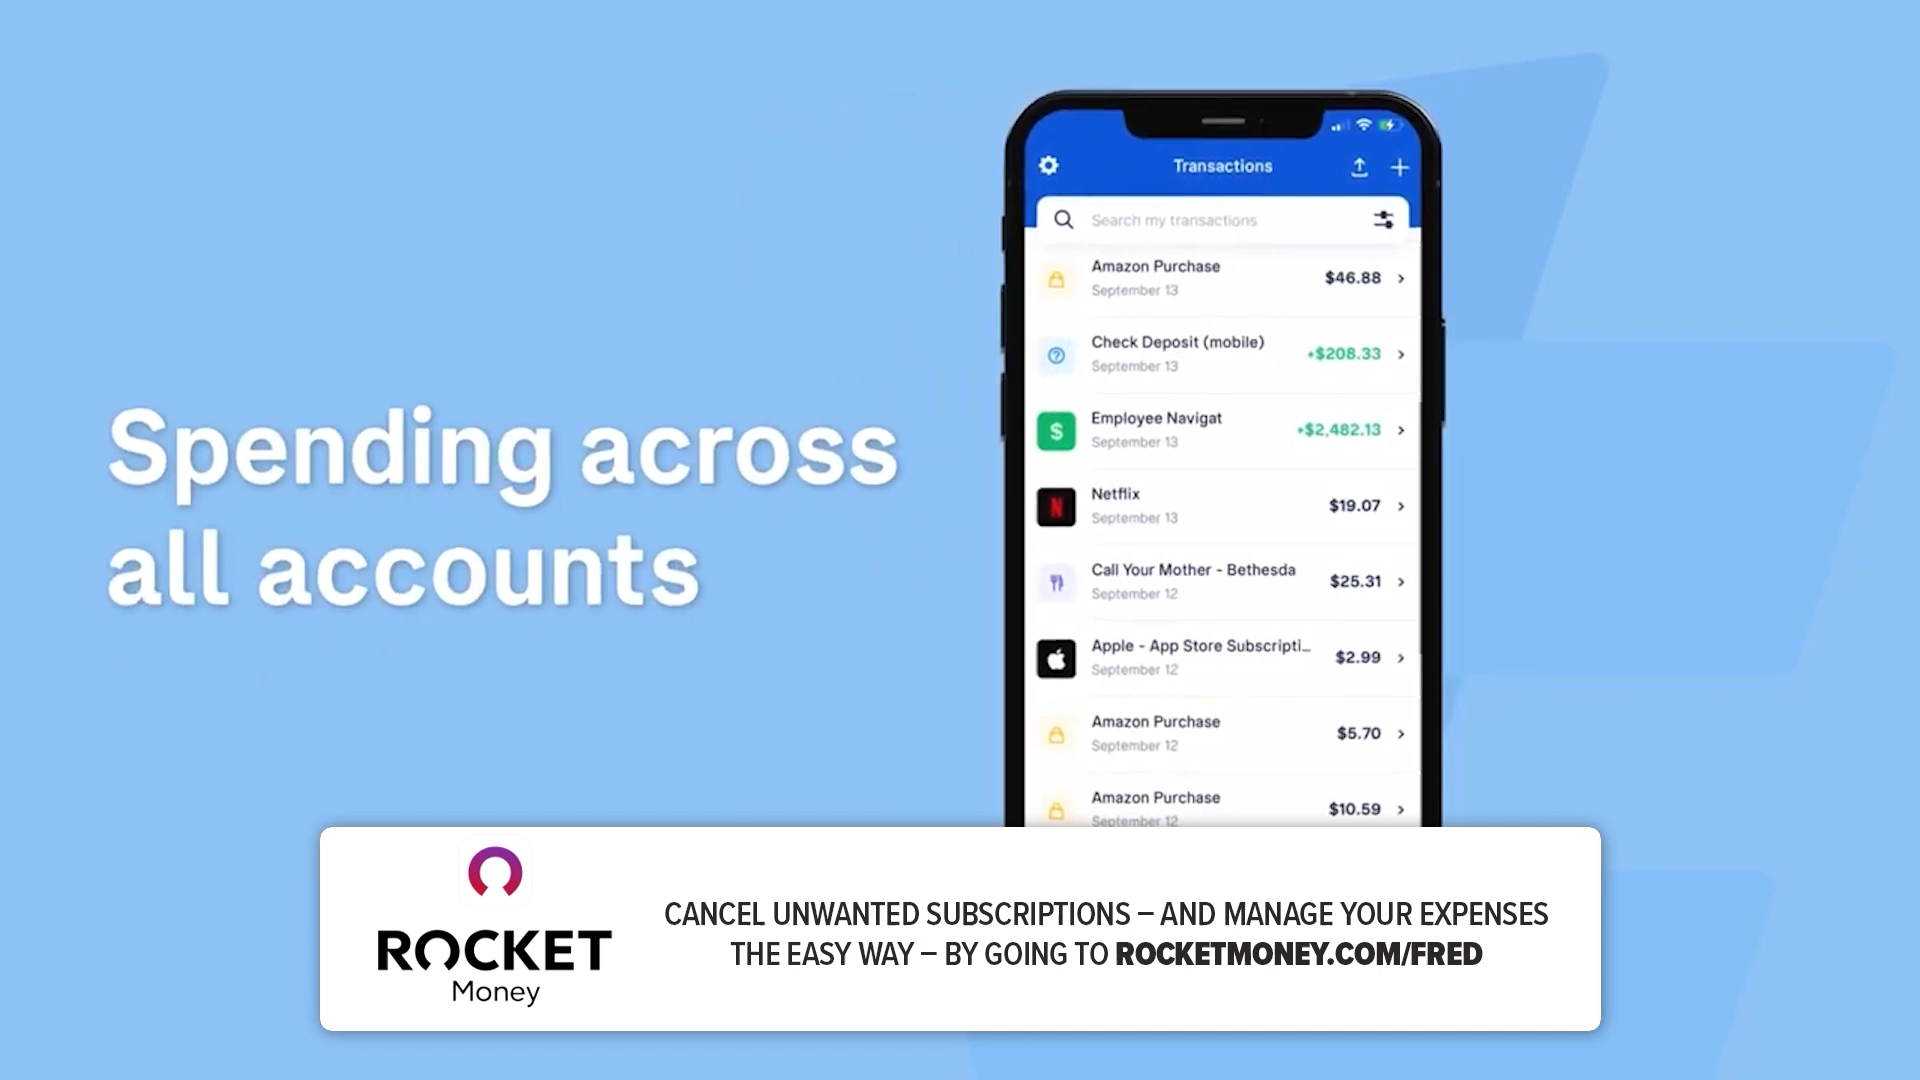 Spending across
all accounts
Transactions
Search my transactions
Amazon Purchase
September 13
$46.88
Check Deposit (mobile)
September 13
+$208.33
$
Employee Navigat
September 13
+$2,482.13
N
Netflix
September 13
$19.07
Call Your Mother - Bethesda
September 12
$25.31
Apple - App Store Subscripti...
September 12
$2.99
Amazon Purchase
September 12
$5.70
Amazon Purchase
September 12
$10.59
ROCKET
Money
CANCEL UNWANTED SUBSCRIPTIONS – AND MANAGE YOUR EXPENSES
THE EASY WAY – BY GOING TO ROCKETMONEY.COM/FRED